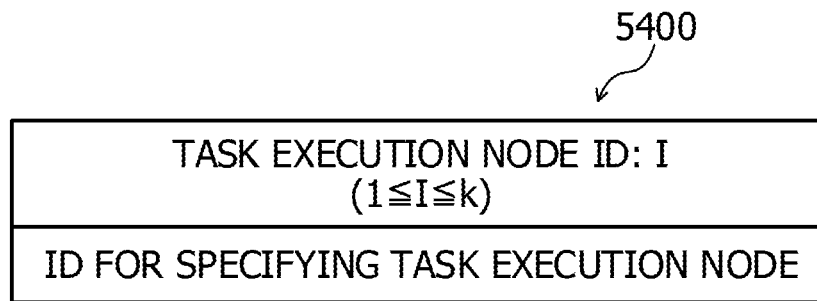 5400
TASK EXECUTION NODE ID: I
(1≦I≦k)
ID FOR SPECIFYING TASK EXECUTION NODE